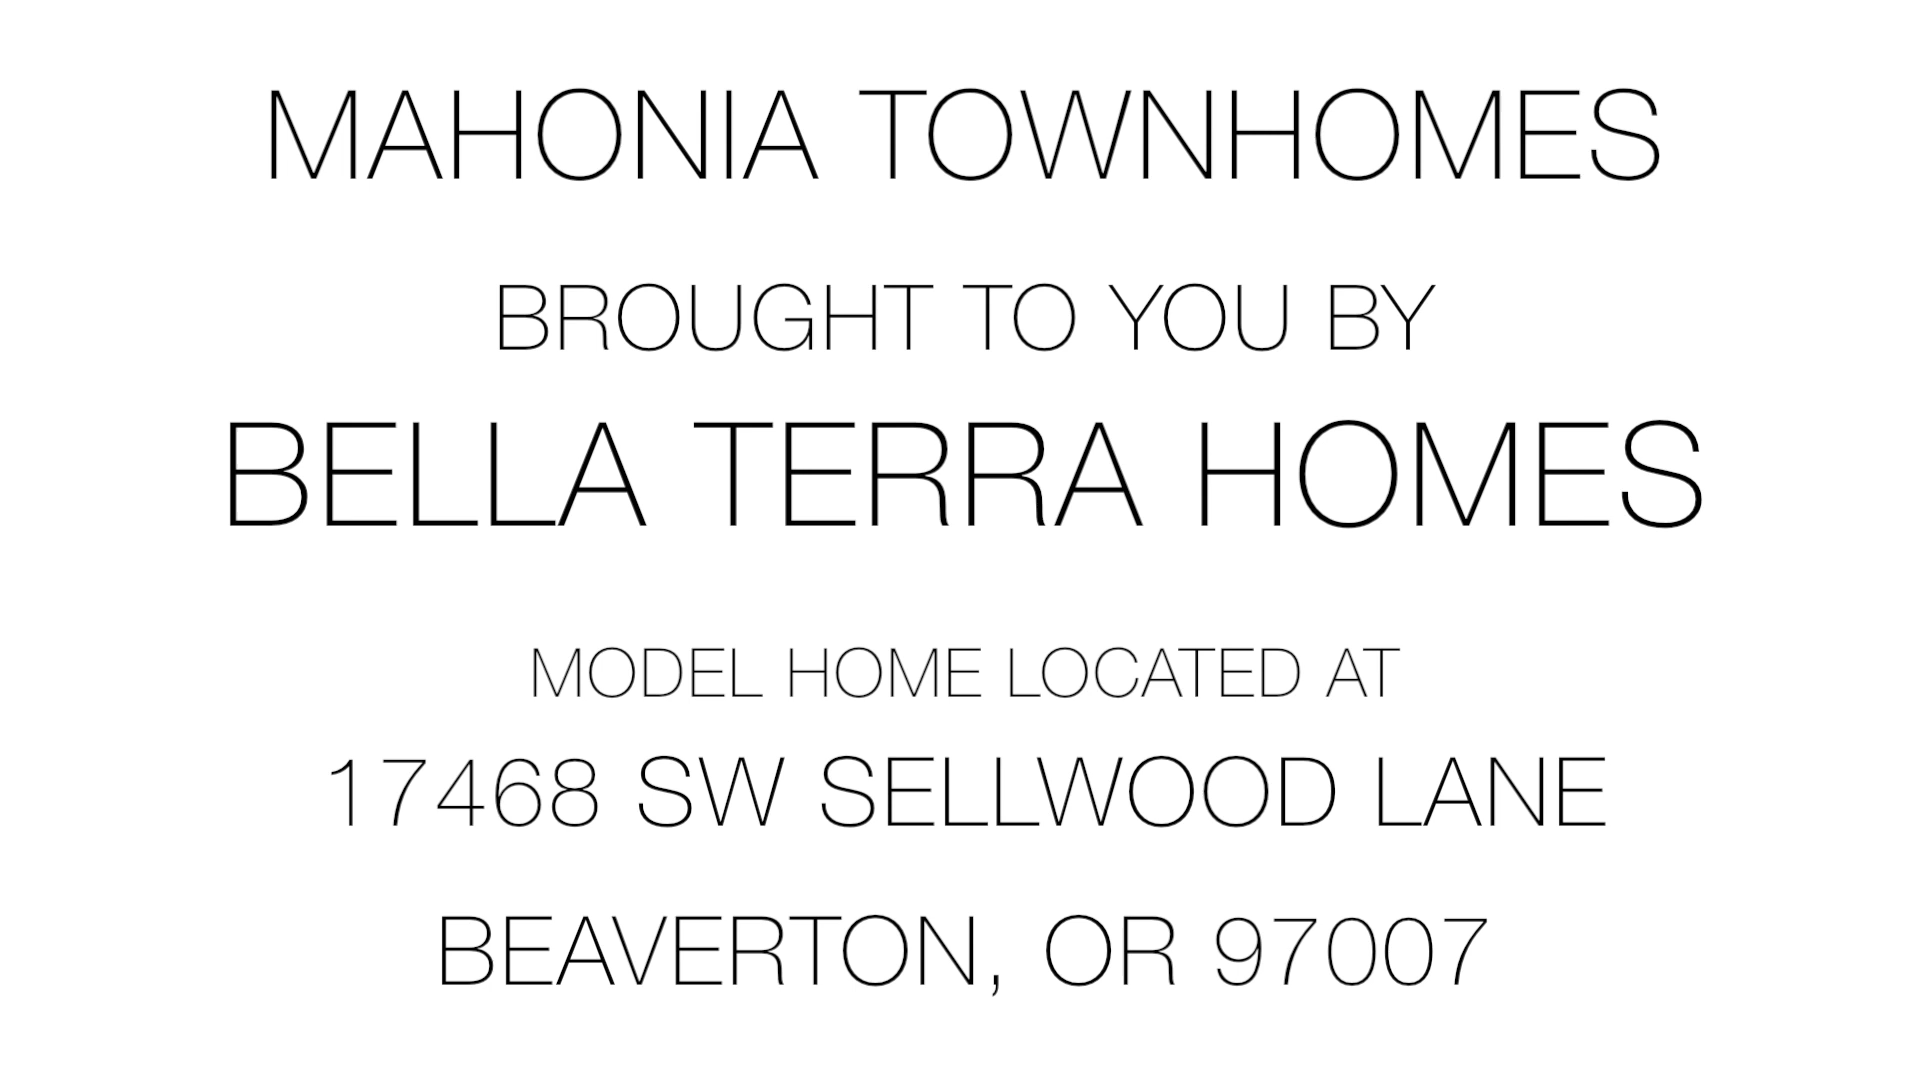 MAHONIA TOWNHOMES
BROUGHT TO YOU BY
BELLA TERRA HOMES
MODEL HOME LOCATED AT
17468 SW SELLWOOD LANE
BEAVERTON, OR 97007